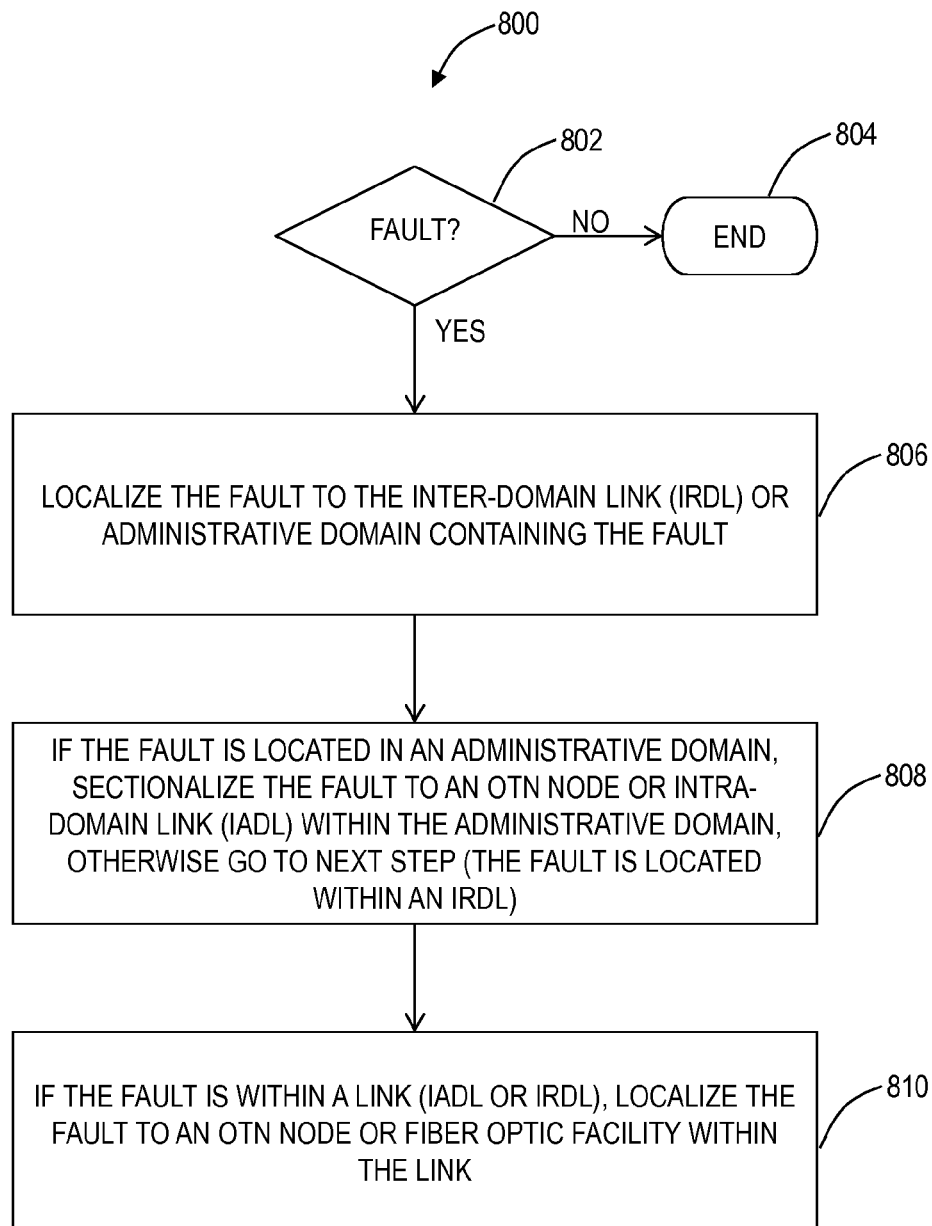 800
802
804
FAULT?
NO
END
YES
806
LOCALIZE THE FAULT TO THE INTER-DOMAIN LINK (IRDL) OR
ADMINISTRATIVE DOMAIN CONTAINING THE FAULT
808
IF THE FAULT IS LOCATED IN AN ADMINISTRATIVE DOMAIN,
SECTIONALIZE THE FAULT TO AN OTN NODE OR INTRA-
DOMAIN LINK (IADL) WITHIN THE ADMINISTRATIVE DOMAIN,
OTHERWISE GO TO NEXT STEP (THE FAULT IS LOCATED
WITHIN AN IRDL)
810
IF THE FAULT IS WITHIN A LINK (IADL OR IRDL), LOCALIZE THE
FAULT TO AN OTN NODE OR FIBER OPTIC FACILITY WITHIN
THE LINK